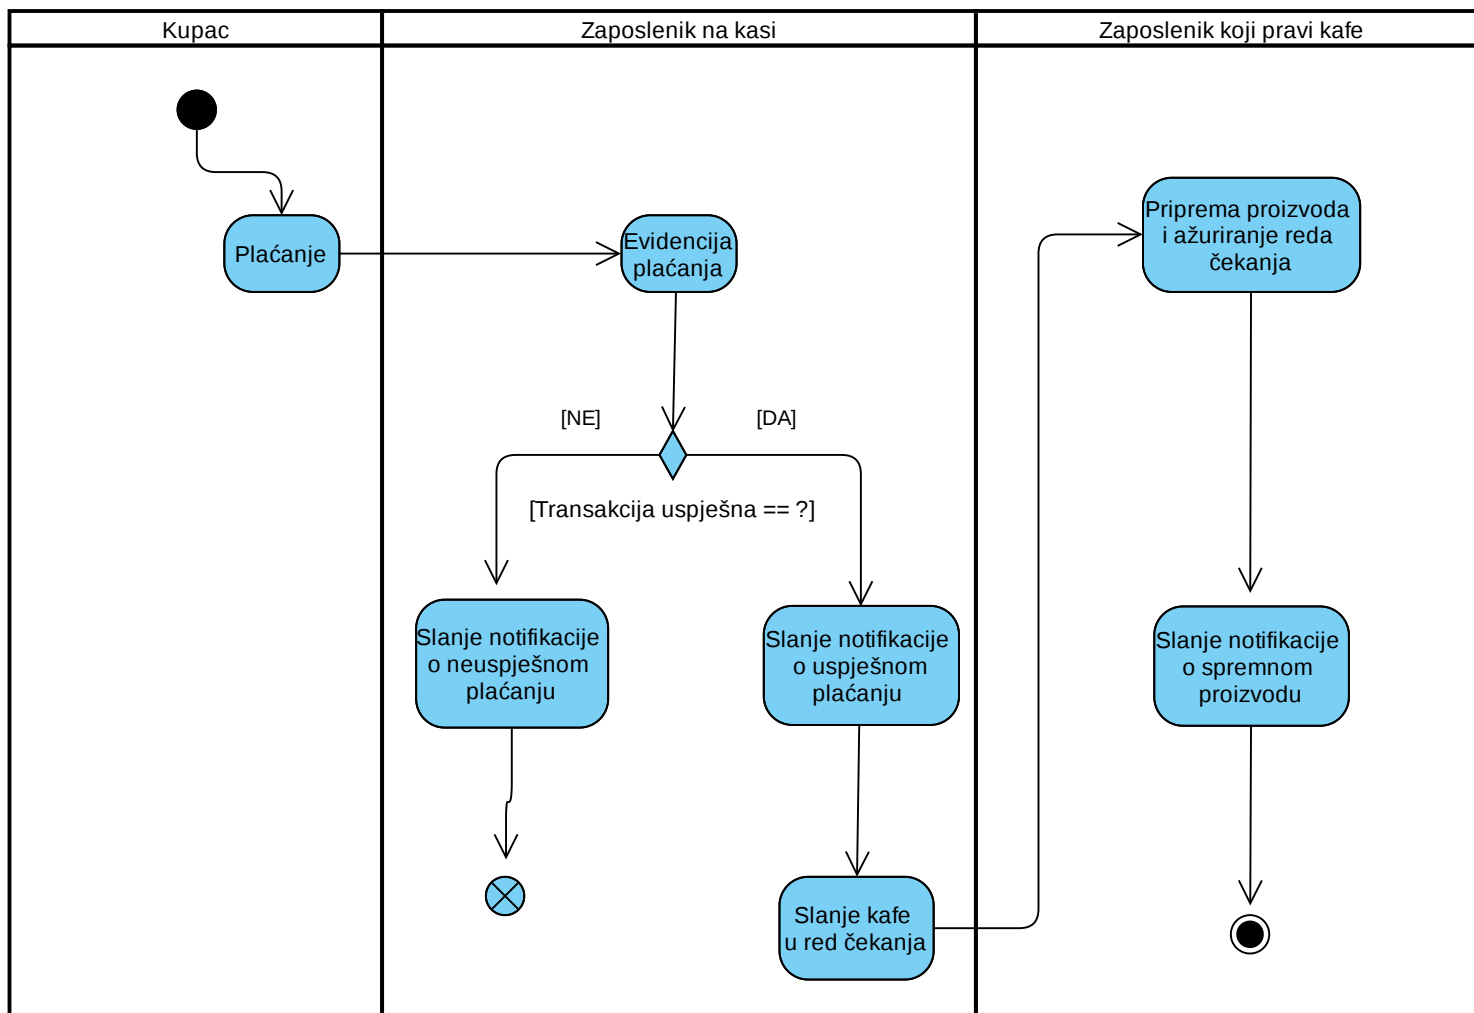 Kupac
Zaposlenik na kasi
Zaposlenik koji pravi kafe
Plaćanje
Evidencija
plaćanja
[NE]
[DA]
[Transakcija uspješna == ?]
Slanje notifikacije
o neuspješnom
plaćanju
Slanje notifikacije
o uspješnom
plaćanju
Slanje kafe
u red čekanja
Priprema proizvoda
i ažuriranje reda
čekanja
Slanje notifikacije
o spremnom
proizvodu